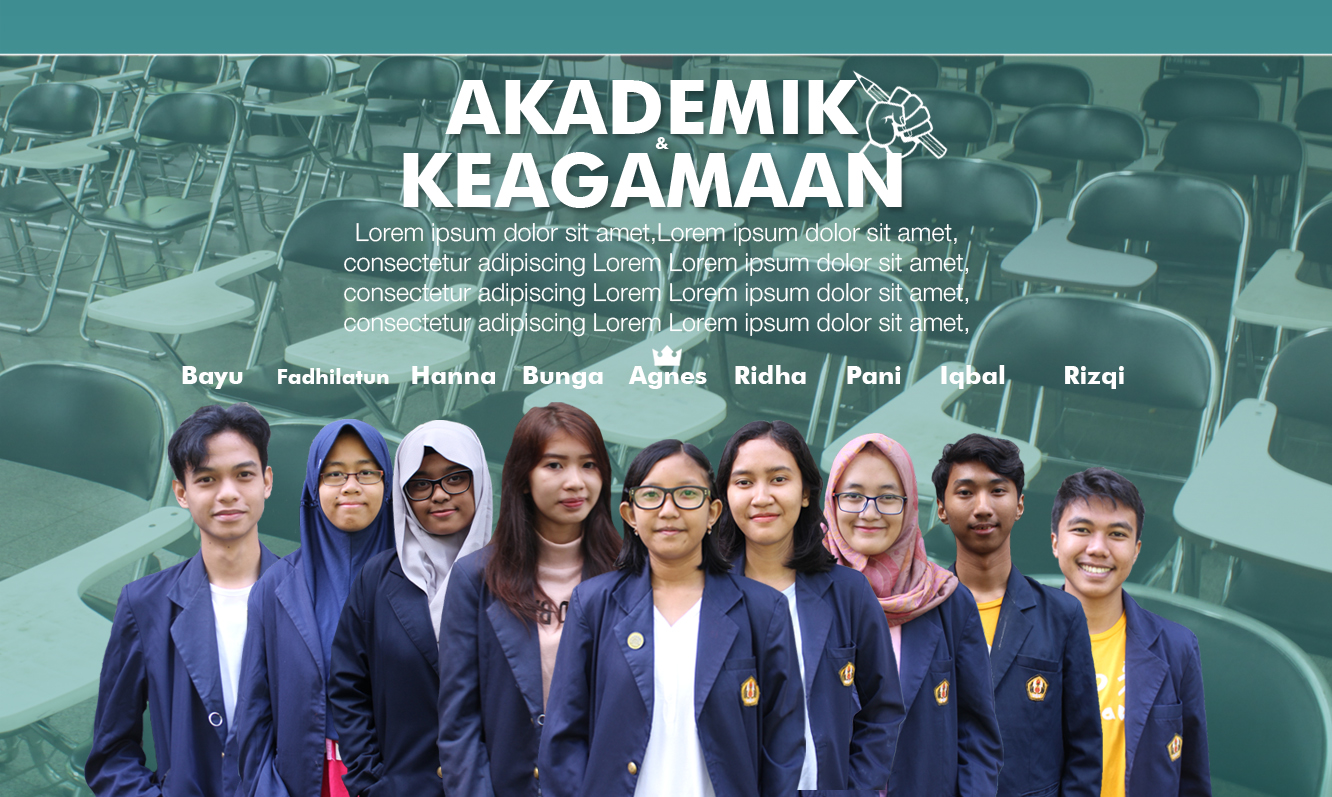 AKADEMIK
&
KEAGAMAAN
Lorem ipsum dolor sit amet,Lorem ipsum dolor sit amet,
consectetur adipiscing Lorem Lorem ipsum dolor sit amet,
consectetur adipiscing Lorem Lorem ipsum dolor sit amet,
consectetur adipiscing Lorem Lorem ipsum dolor sit amet,
Bayu Fadhilatun Hanna Bunga Agnes Ridha Pani Iqbal Rizqi